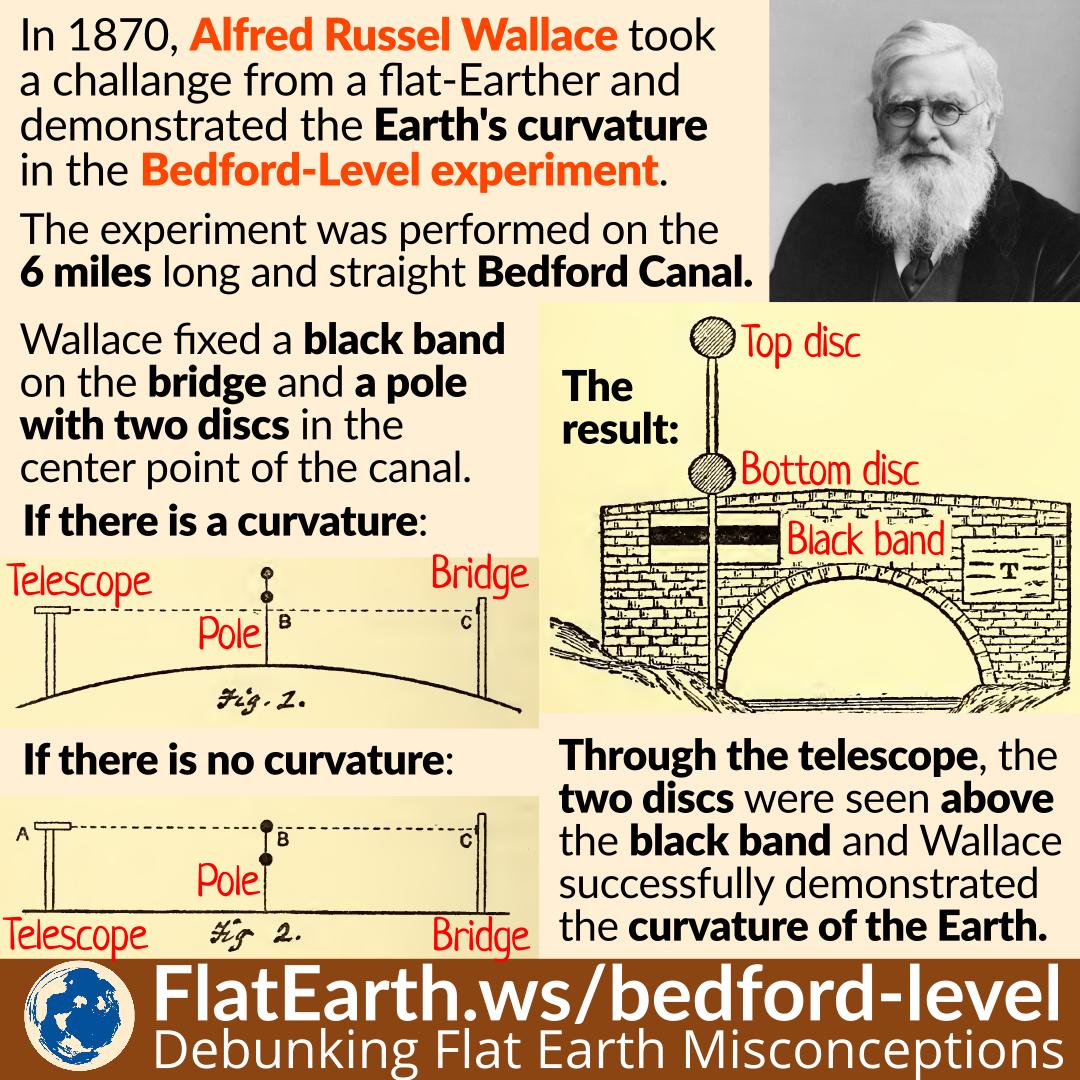 In 1870, Alfred Russel Wallace took
a challange from a flat-Earther and
demonstrated the Earth's curvature
in the Bedford-Level experiment.
The experiment was performed on the
6 miles long and straight Bedford Canal.
Wallace fixed a black band
on the bridge and a pole
with two discs in the
center point of the canal.
If there is a curvature:
Telescope
Bridge
Pole
B
C
Fig. 1.
If there is no curvature:
A
B
C
Pole
Telescope
Fig 2.
Bridge
The
result:
Top disc
Bottom disc
Black band
T
Through the telescope, the
two discs were seen above
the black band and Wallace
successfully demonstrated
the curvature of the Earth.
FlatEarth.ws/bedford-level
Debunking Flat Earth Misconceptions